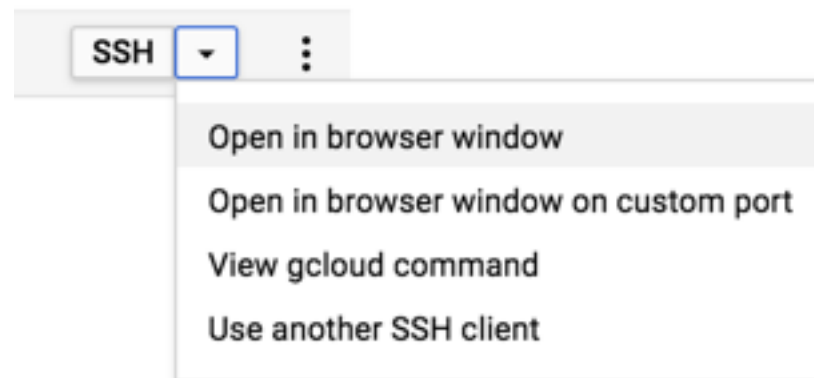 SSH
Open in browser window
Open in browser window on custom port
View gcloud command
Use another SSH client